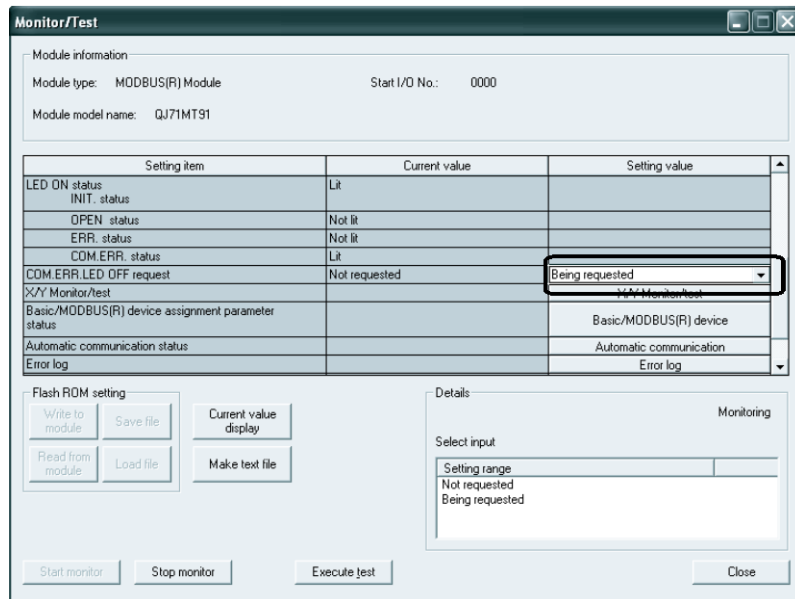 Monitor/Test
Module information
Module type: MODBUS(R) Module Start I/O No.: 0000
Module model name: QJ71MT91
Setting item Current value Setting value
LED ON status Lit
INIT. status
OPEN status Not lit
ERR. status Not lit
COM.ERR. status Lit
COM.ERR.LED OFF request Not requested Being requested
X/Y Monitor/test X/Y Monitor/test
Basic/MODBUS(R) device assignment parameter
status Basic/MODBUS(R) device
Automatic communication status Automatic communication
Error log Error log
Flash ROM setting
Write to
module
Save file
Current value
display
Read from
module
Load file
Make text file
Details
Monitoring
Select input
Setting range
Not requested
Being requested
Start monitor Stop monitor Execute test Close